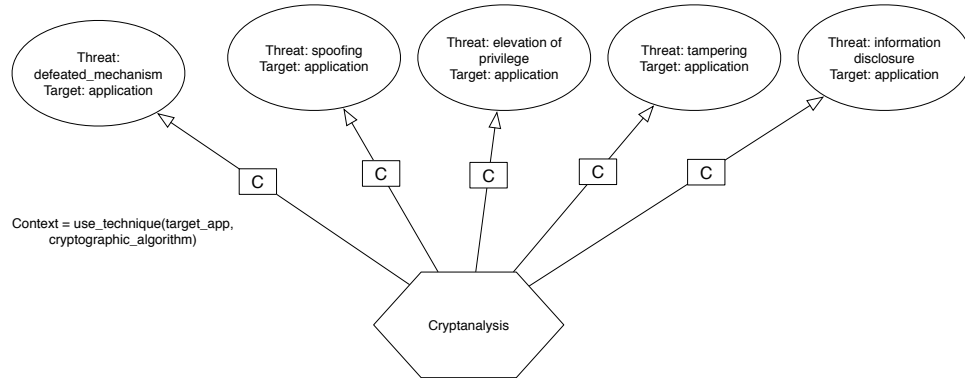 Threat:
defeated_mechanism
Target: application
Threat: spoofing
Target: application
Threat: elevation of
privilege
Target: application
Threat: tampering
Target: application
Threat: information
disclosure
Target: application
C
C
C
C
C
Context = use_technique(target_app,
cryptographic_algorithm)
Cryptanalysis